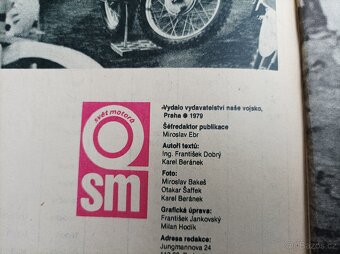 svět motorů
sm
Vydalo vydavatelství naše vojsko,
Praha 1979
Šéfredaktor publikace
Miroslav Ebr
Autoři textů:
Ing. František Dobrý
Karel Beránek
Foto:
Miroslav Bakeš
Otakar Šaffek
Karel Beránek
Grafická úprava:
František Jankovský
Milan Hodík
Adresa redakce:
Jungmannova 24